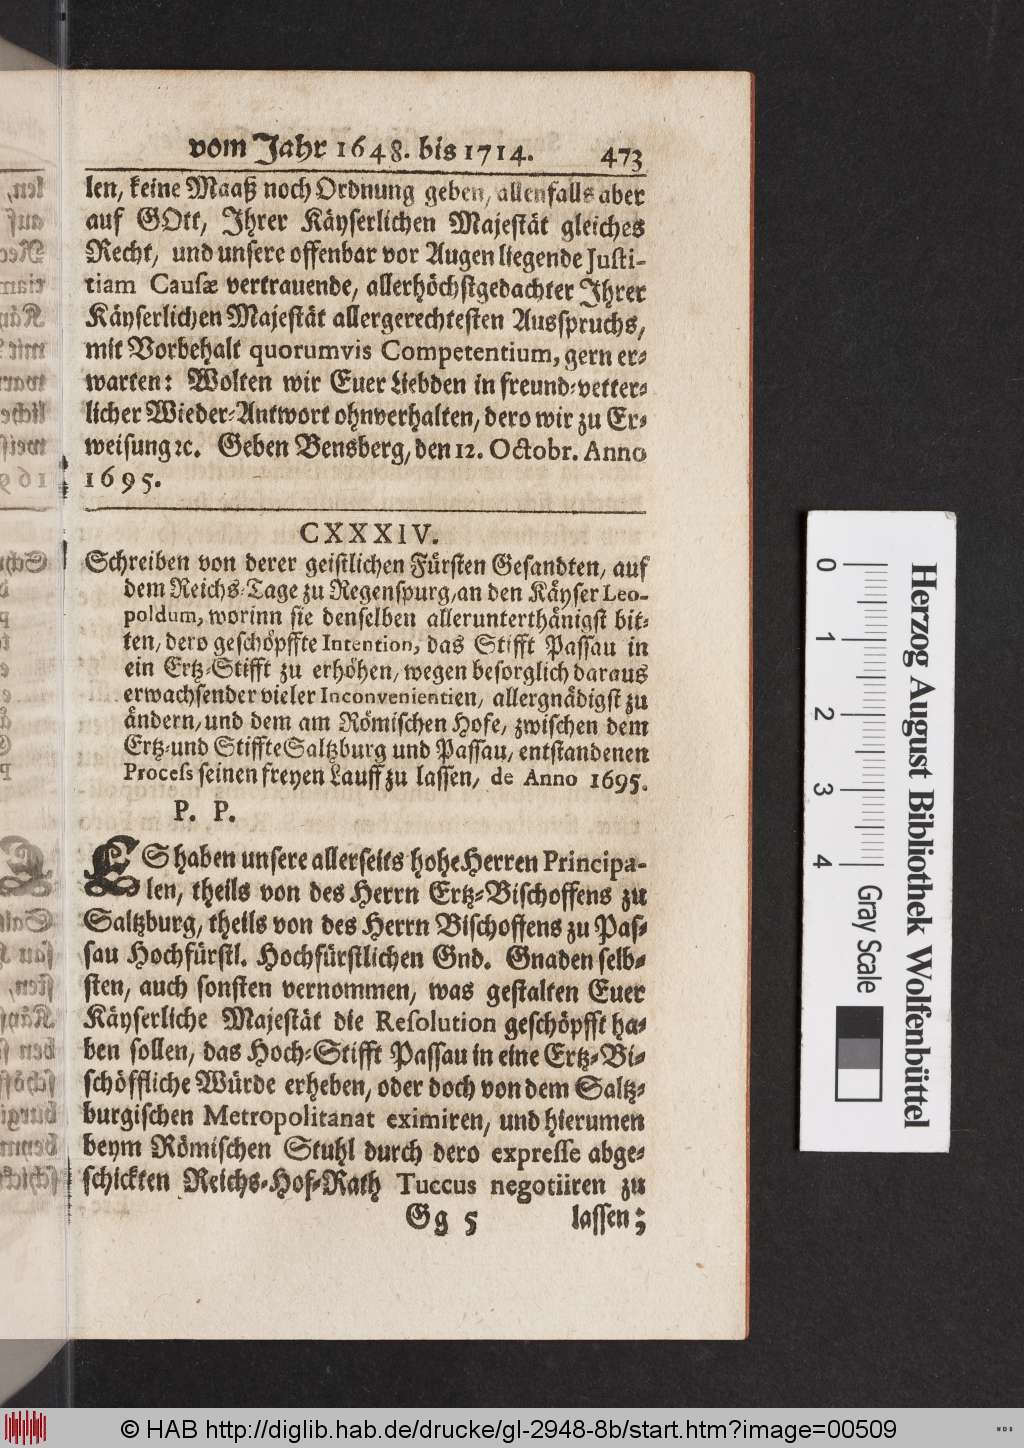 vom Jahr 1648. bis 1714. 473
len, keine Maaß noch Ordnung geben, allenfalls aber
auf GOtt, Ihrer Käyserlichen Majestät gleiches
Recht, und unsere offenbar vor Augen liegende Justi-
tiam Causæ vertrauende, allerhöchstgedachter Ihrer
Käyserlichen Majestät allergerechtesten Ausspruchs,
mit Vorbehalt quorumvis Competentium, gern er-
warten: Wolten wir Euer Liebden in freund-vetter-
licher Wieder-Antwort ohnverhalten, dero wir zu Er-
weisung ꝛc. Geben Bensberg, den 12. Octobr. Anno
1695.
CXXXIV.
Schreiben von derer geistlichen Fürsten Gesandten, auf
dem Reichs-Tage zu Regenspurg, an den Käyser Leo-
poldum, worinn sie denselben allerunterthänigst bit-
ten, dero geschöpffte Intention, das Stifft Passau in
ein Ertz-Stifft zu erhöhen, wegen besorglich daraus
erwachsender vieler Inconvenientien, allergnädigst zu
ändern, und dem am Römischen Hofe, zwischen dem
Ertz-und Stiffte Saltzburg und Passau, entstandenen
Process seinen freyen Lauff zu lassen, de Anno 1695.
P. P.
ES haben unsere allerseits hohe Herren Principa-
len, theils von des Herrn Ertz-Bischoffens zu
Saltzburg, theils von des Herrn Bischoffens zu Pas-
sau Hochfürstl. Hochfürstlichen Gnd. Gnaden selb-
sten, auch sonsten vernommen, was gestalten Euer
Käyserliche Majestät die Resolution geschöpfft ha-
ben sollen, das Hoch-Stifft Passau in eine Ertz-Bi-
schöffliche Würde erheben, oder doch von dem Saltz-
burgischen Metropolitanat eximiren, und hierumen
beym Römischen Stuhl durch dero expresse abge-
schickten Reichs-Hof-Rath Tuccus negotiiren zu
Gg 5 lassen;
Herzog August Bibliothek Wolfenbüttel
0 1 2 3 4
Gray Scale
© HAB http://diglib.hab.de/drucke/gl-2948-8b/start.htm?image=00509